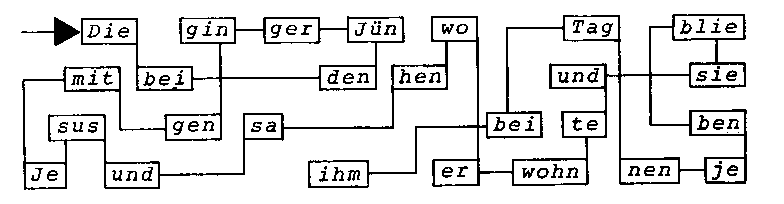 Die gin ger Jün wo Tag blie
mit bei den hen und sie
sus gen sa bei te ben
Je und ihm er wohn nen je